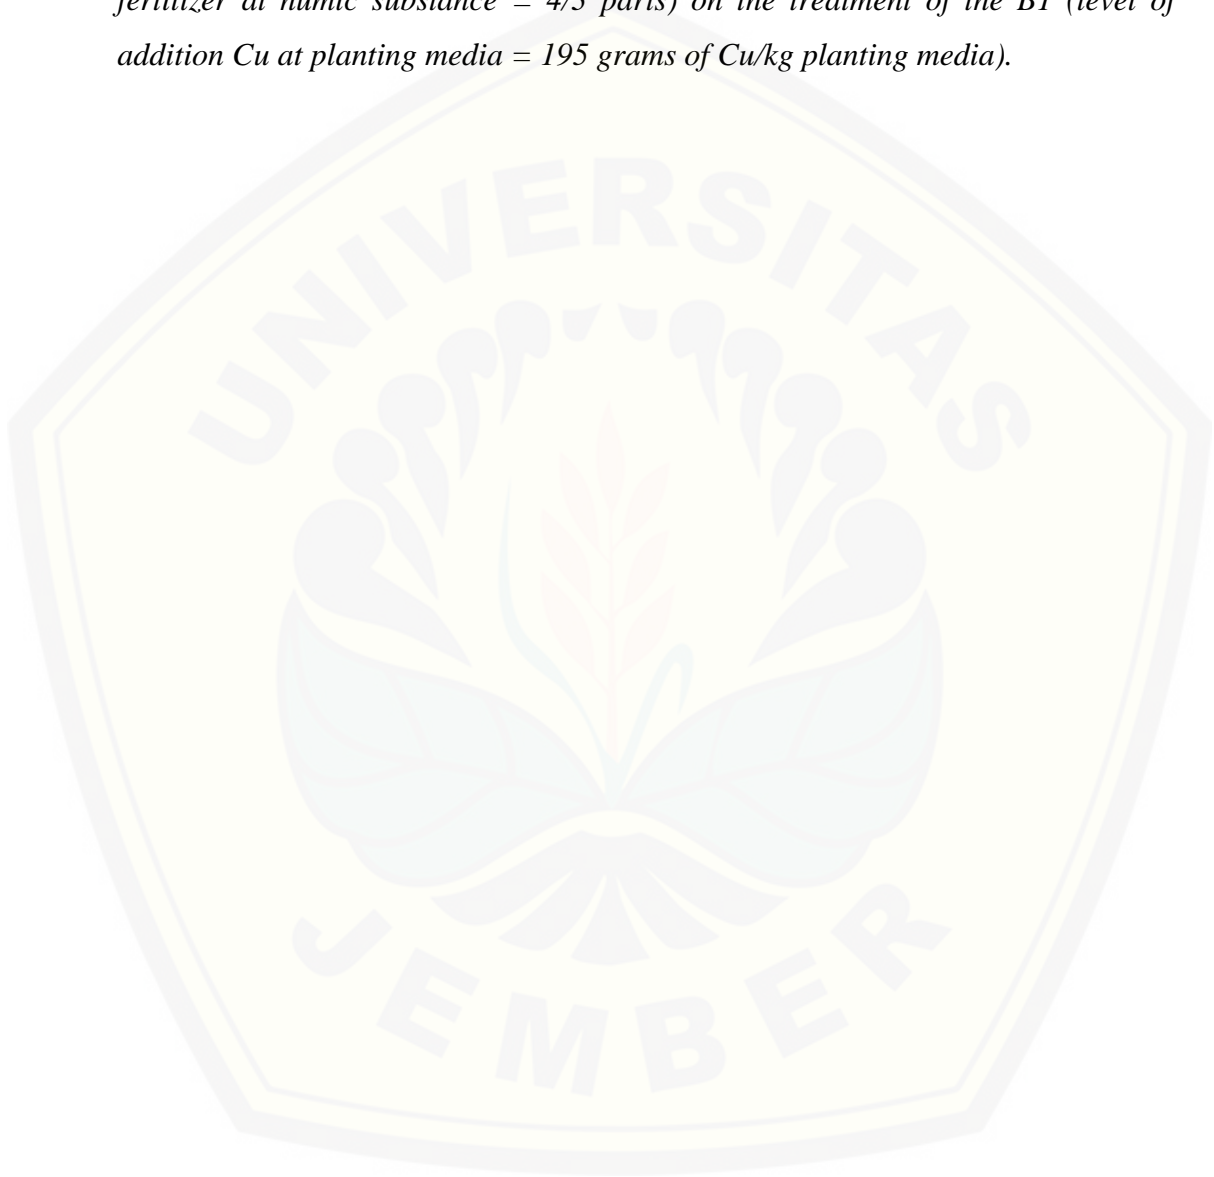 fertilizer at humic substance = 4/5 parts) on the treatment of the B1 (level of
addition Cu at planting media = 195 grams of Cu/kg planting media).
UNIVERSITAS
JEMBER